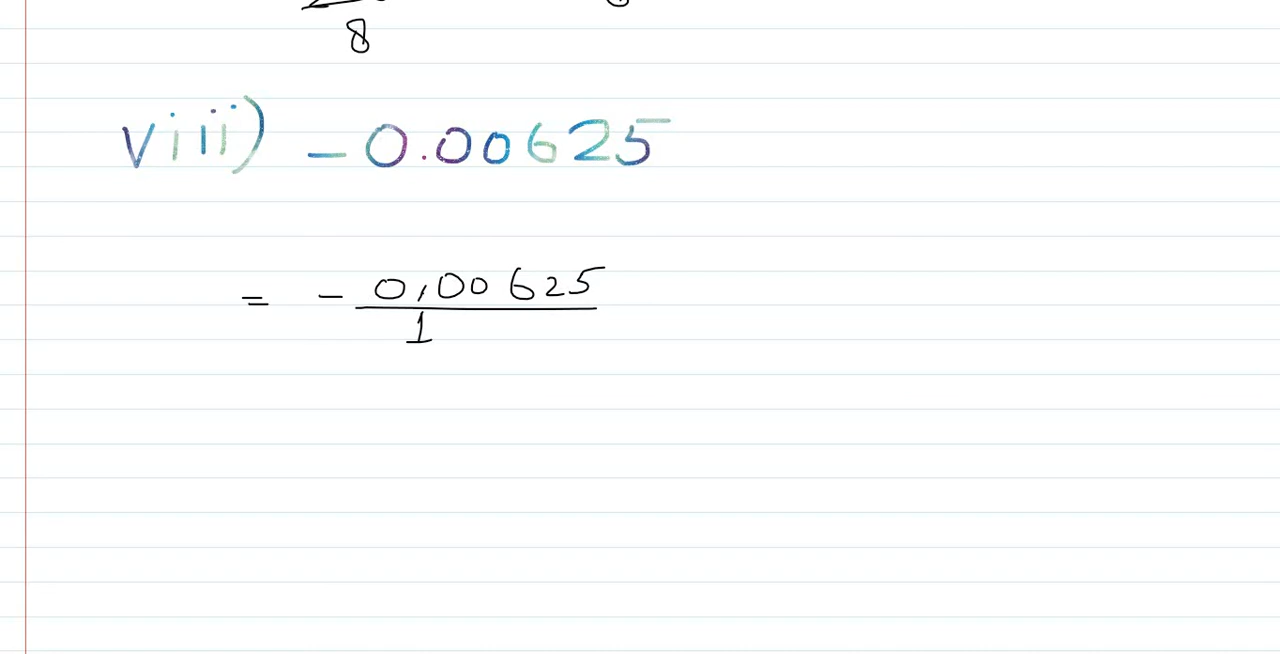 8
viii) -0.00625
= - 0,00625
1